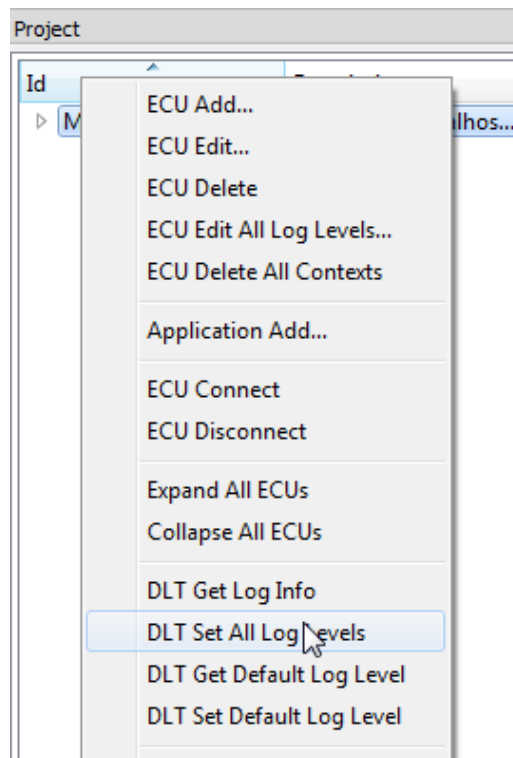 Project
Id
M
lhos...
ECU Add...
ECU Edit...
ECU Delete
ECU Edit All Log Levels...
ECU Delete All Contexts
Application Add...
ECU Connect
ECU Disconnect
Expand All ECUs
Collapse All ECUs
DLT Get Log Info
DLT Set All Log Levels
DLT Get Default Log Level
DLT Set Default Log Level